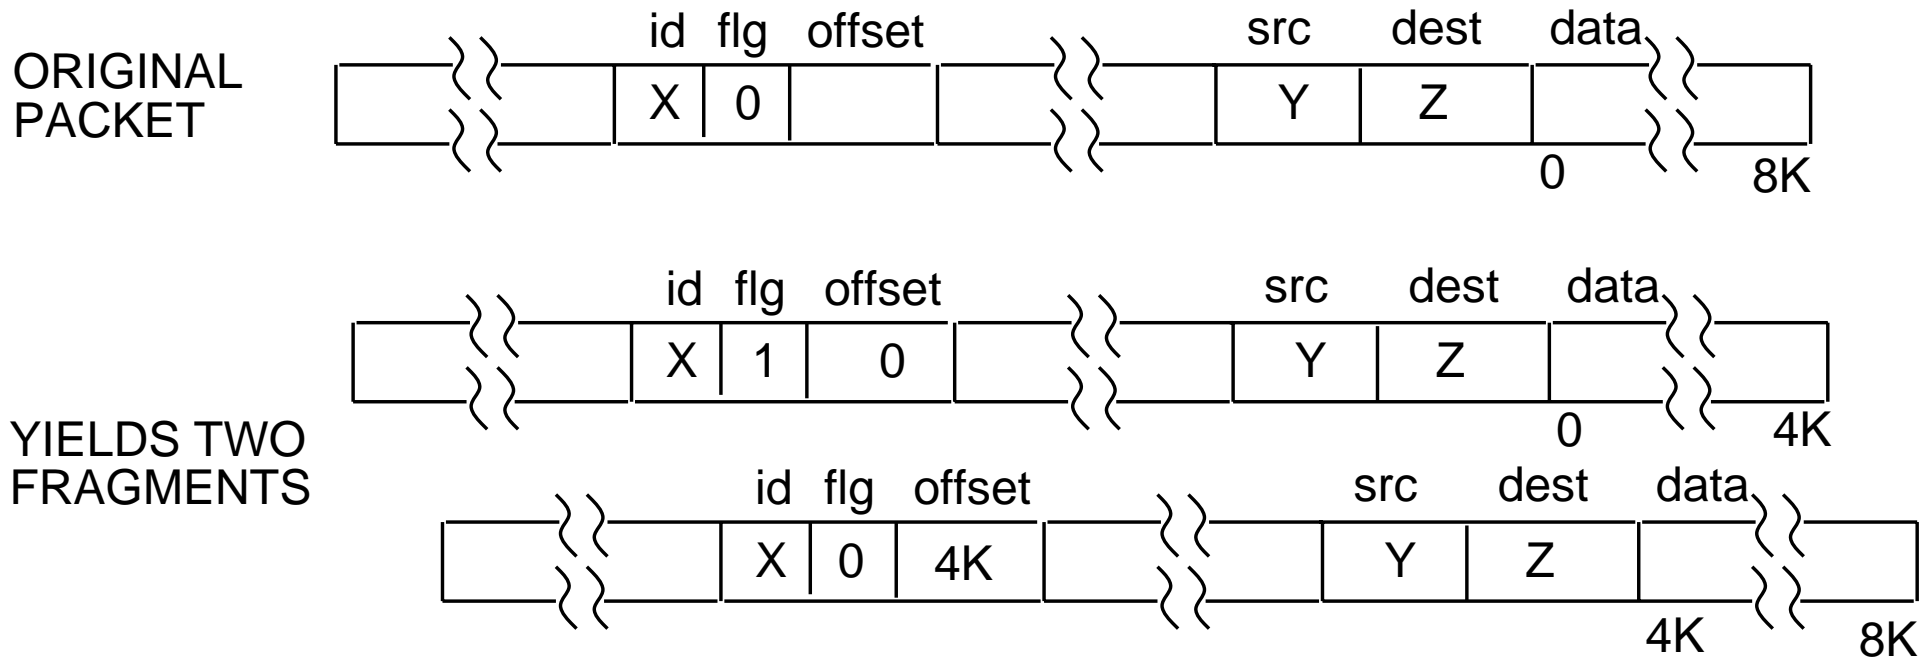 id flg offset src dest data
ORIGINAL
PACKET
X 0 Y Z
0 8K
id flg offset src dest data
X 1 0 Y Z
0 4K
YIELDS TWO
FRAGMENTS
id flg offset src dest data
X 0 4K Y Z
4K 8K